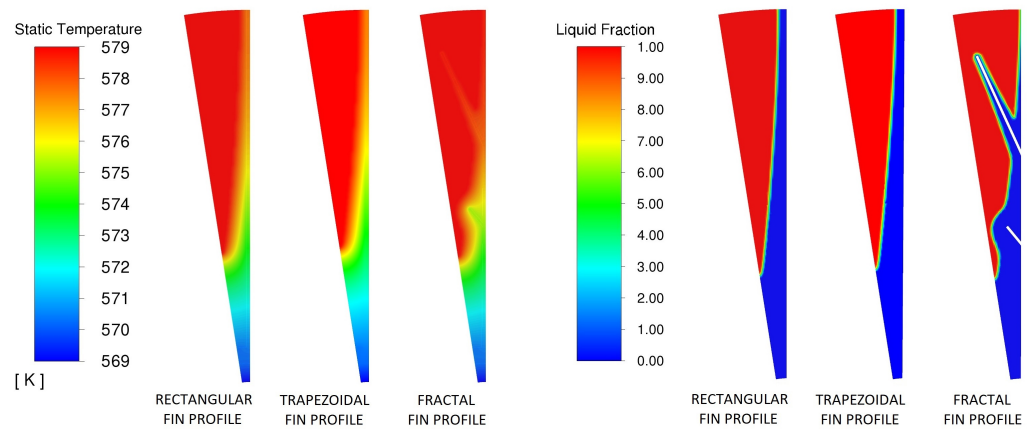 Static Temperature
579
578
577
576
575
574
573
572
571
570
569
[ K ]
RECTANGULAR
FIN PROFILE
TRAPEZOIDAL
FIN PROFILE
FRACTAL
FIN PROFILE
Liquid Fraction
1.00
9.00
8.00
7.00
6.00
5.00
4.00
3.00
2.00
1.00
0.00
RECTANGULAR
FIN PROFILE
TRAPEZOIDAL
FIN PROFILE
FRACTAL
FIN PROFILE